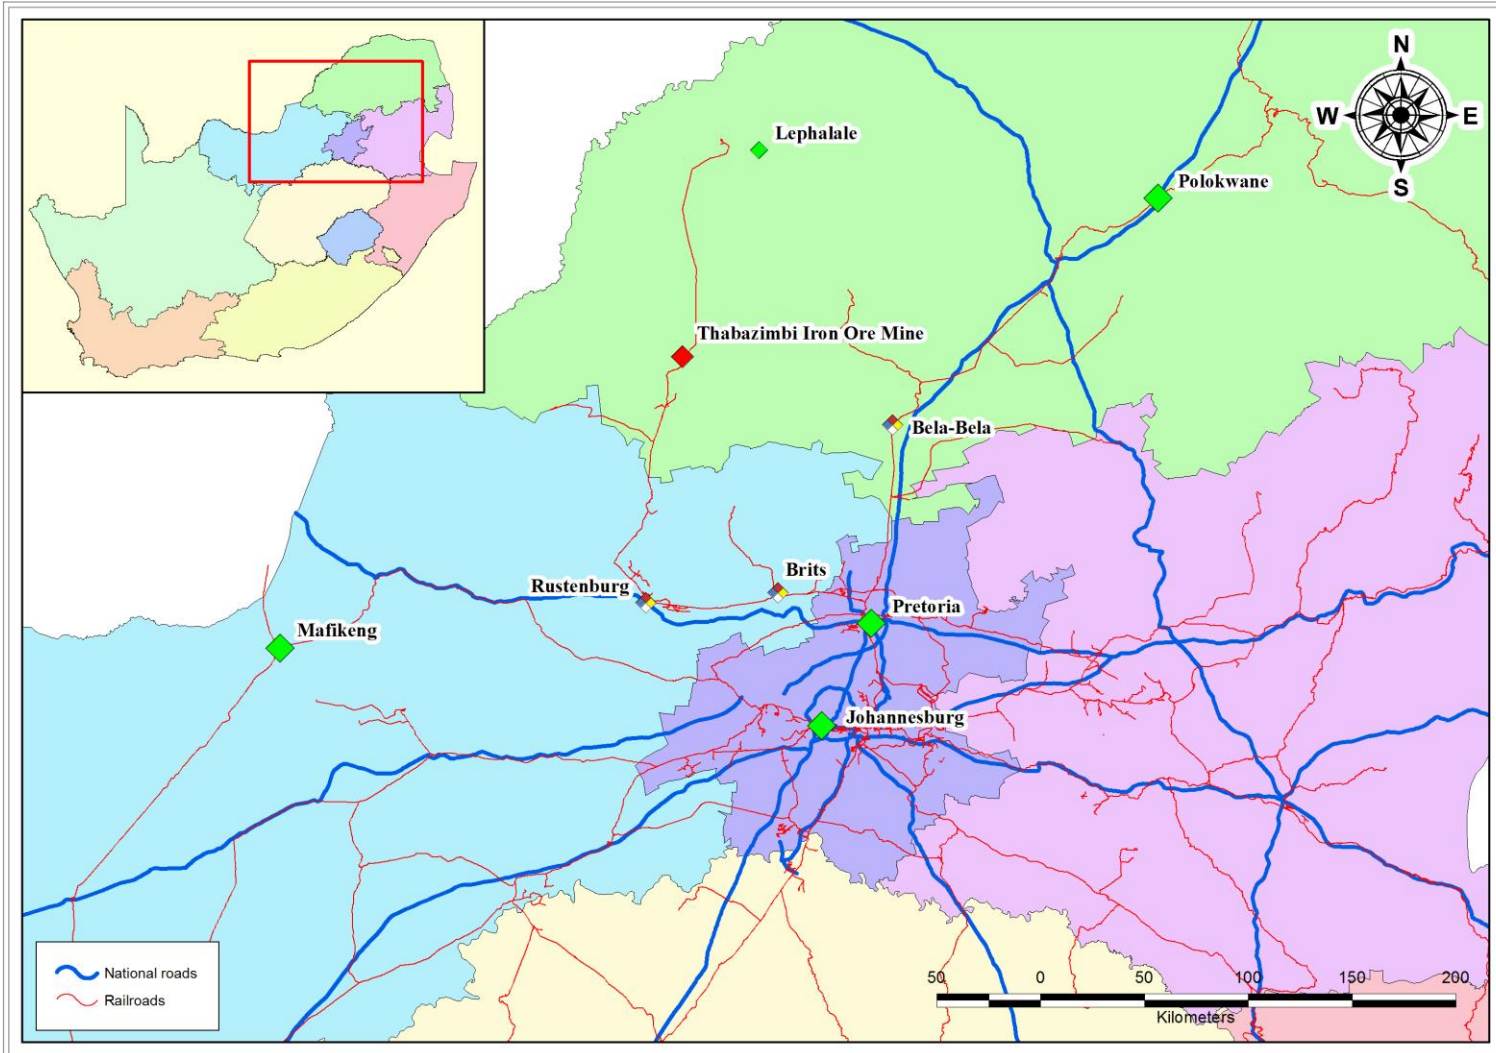 N
W E
S
Lephalale
Polokwane
Thabazimbi Iron Ore Mine
Bela-Bela
Brits
Rustenburg
Pretoria
Mafikeng
Johannesburg
National roads
Railroads
50 0 50 100 150 200
Kilometers